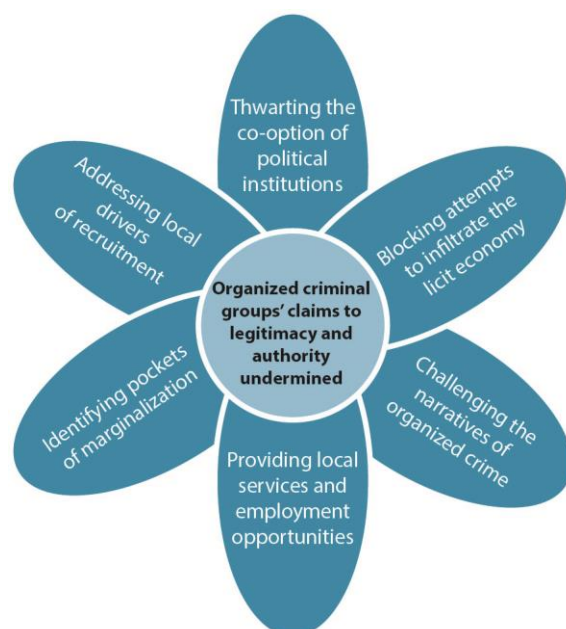 Thwarting the
co-option of
political
institutions
Blocking attempts
to infiltrate the
licit economy
Challenging the
narratives of
organized crime
Providing local
services and
employment
opportunities
Identifying pockets
of marginalization
Addressing local
drivers
of recruitment
Organized criminal
groups’ claims to
legitimacy and
authority
undermined